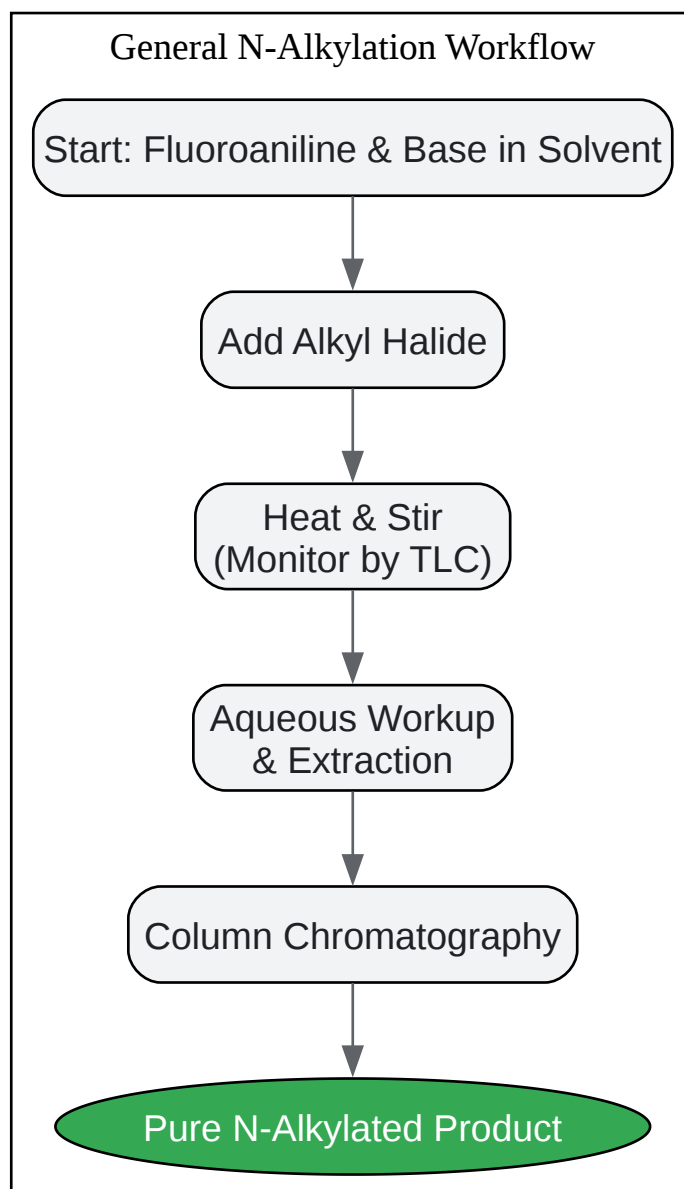 General N-Alkylation Workflow
Start: Fluoroaniline & Base in Solvent
Add Alkyl Halide
Heat & Stir
(Monitor by TLC)
Aqueous Workup
& Extraction
Column Chromatography
Pure N-Alkylated Product